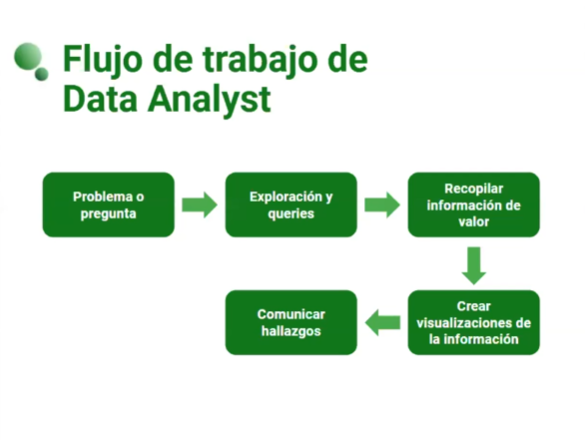 Flujo de trabajo de
Data Analyst
Problema o
pregunta
Exploración y
queries
Recopilar
información de
valor
Crear
visualizaciones de
la información
Comunicar
hallazgos